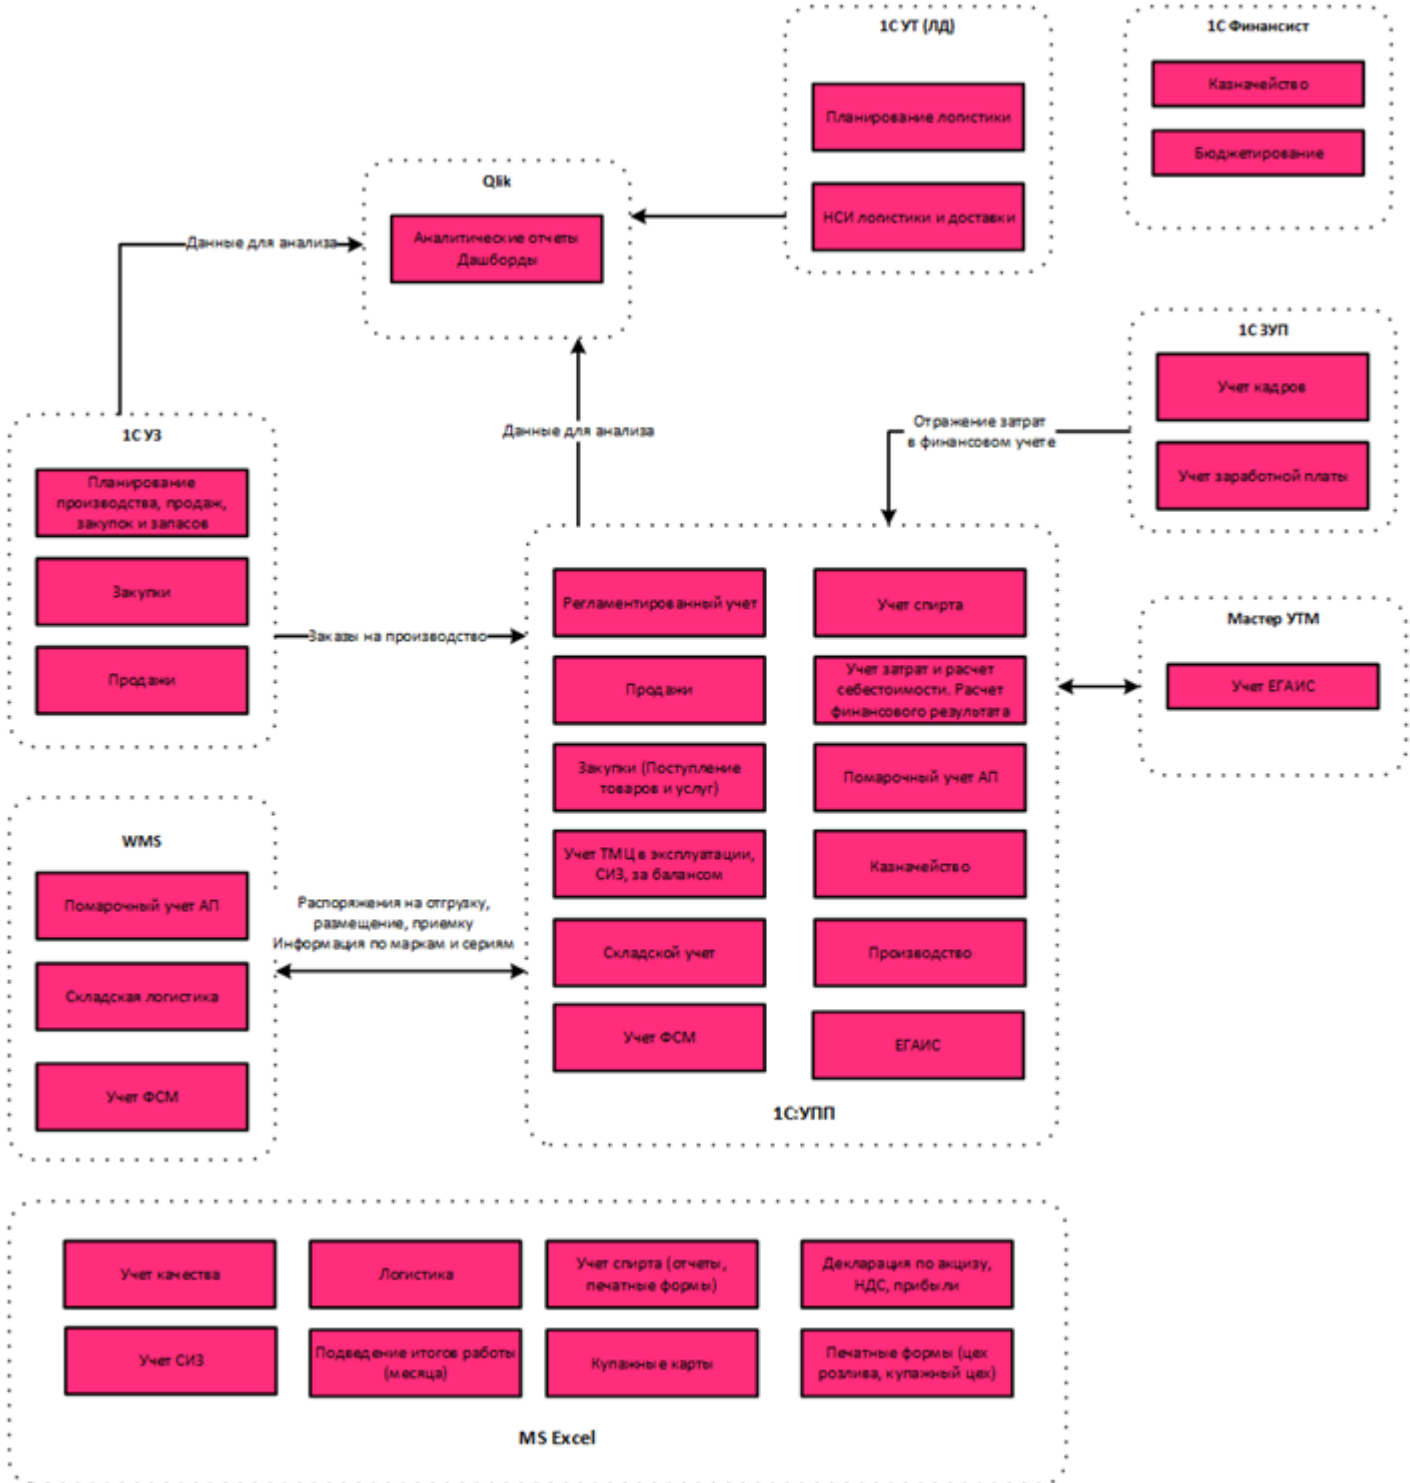 1С УТ (ЛД)
Планирование логистики
НСИ логистики и доставки
1С Финансист
Казначейство
Бюджетирование
Qlik
Аналитические отчеты
Дашборды
Данные для анализа
Данные для анализа
1С ЗУП
Учет кадров
Учет заработной платы
Отражение затрат
в финансовом учете
1С УЗ
Планирование
производства, продаж,
закупок и запасов
Закупки
Продажи
Заказы на производство
Регламентированный учет
Продажи
Закупки (Поступление
товаров и услуг)
Учет ТМЦ в эксплуатации,
СИЗ, за балансом
Складской учет
Учет ФСМ
Учет спирта
Учет затрат и расчет
себестоимости. Расчет
финансового результата
Помарочный учет АП
Казначейство
Производство
ЕГАИС
1С:УПП
Мастер УТМ
Учет ЕГАИС
WMS
Помарочный учет АП
Складская логистика
Учет ФСМ
Распоряжения на отгрузку,
размещение, приемку
Информация по маркам и сериям
Учет качества
Логистика
Учет спирта (отчеты,
печатные формы)
Декларация по акцизу,
НДС, прибыли
Учет СИЗ
Подведение итогов работы
(месяца)
Купажные карты
Печатные формы (цех
розлива, купажный цех)
MS Excel